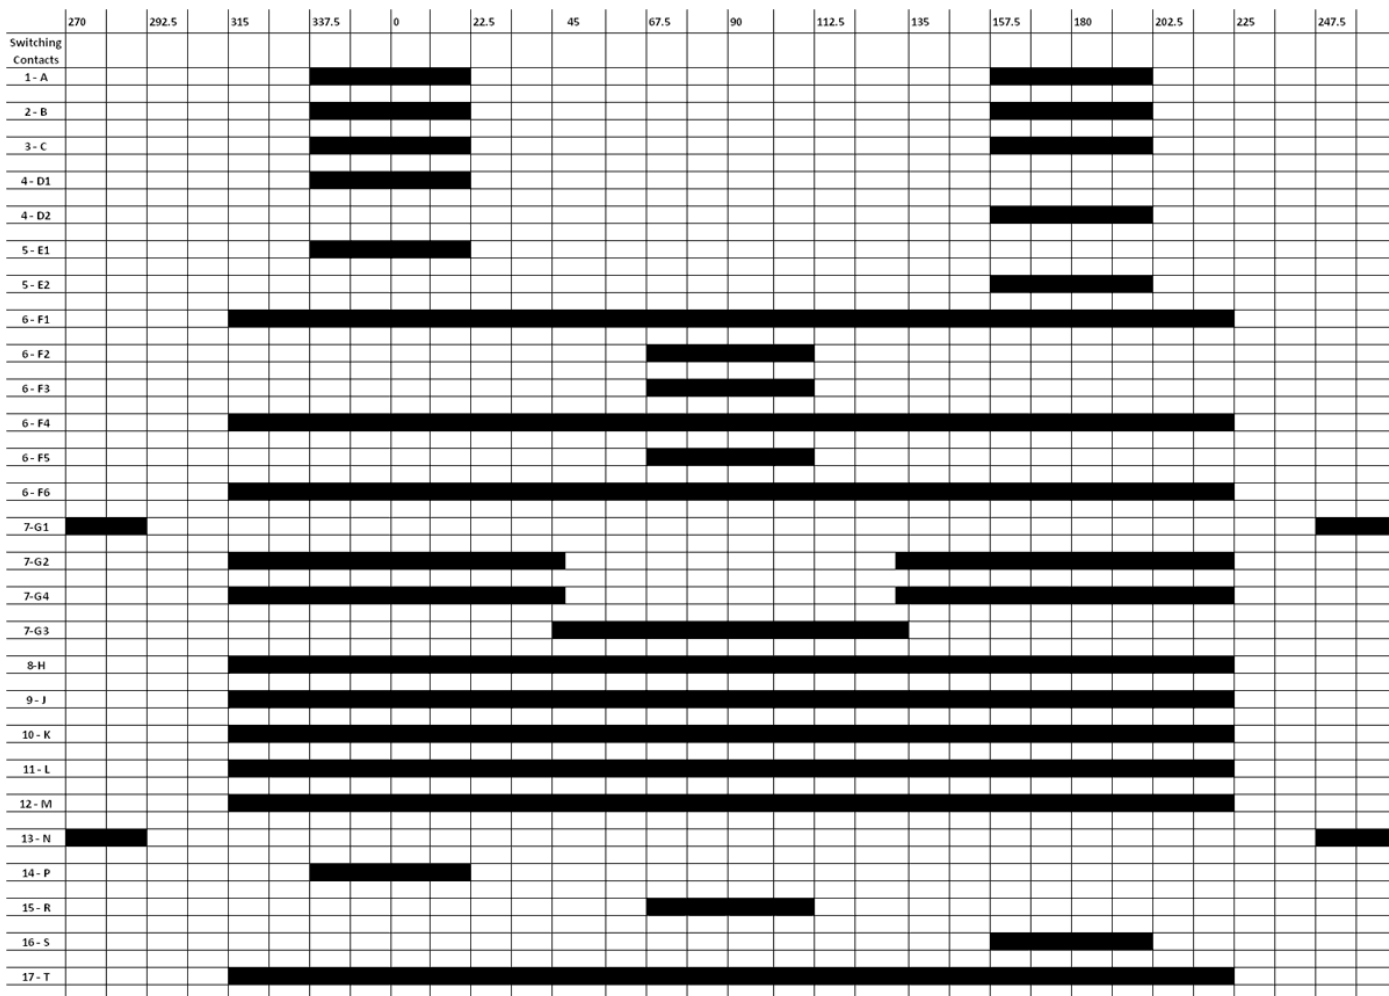 270 292.5 315 337.5 0 22.5 45 67.5 90 112.5 135 157.5 180 202.5 225 247.5
Switching
Contacts
1 - A
2 - B
3 - C
4 - D1
4 - D2
5 - E1
5 - E2
6 - F1
6 - F2
6 - F3
6 - F4
6 - F5
6 - F6
7-G1
7-G2
7-G4
7-G3
8-H
9 - J
10 - K
11 - L
12 - M
13 - N
14 - P
15 - R
16 - S
17 - T